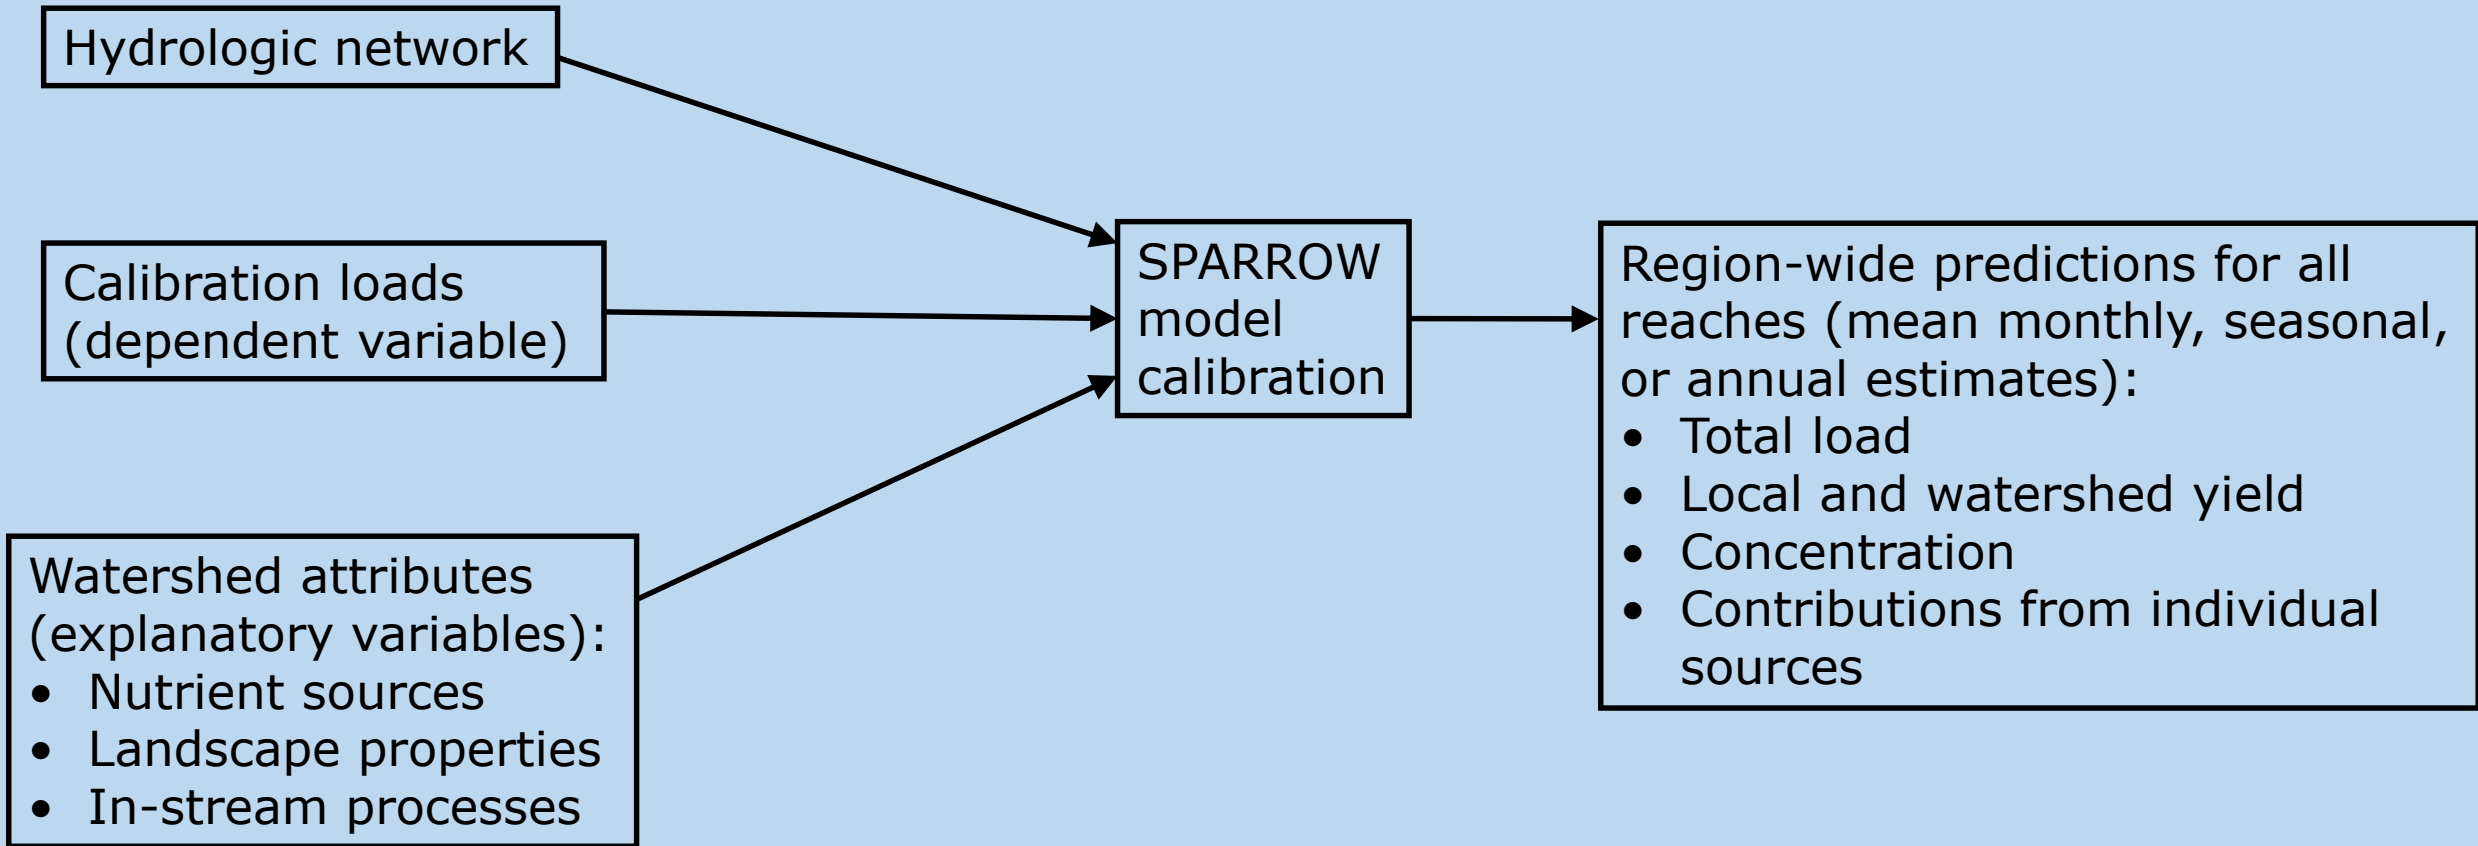 Hydrologic network
Calibration loads
(dependent variable)
Watershed attributes
(explanatory variables):
• Nutrient sources
• Landscape properties
• In-stream processes
SPARROW
model
calibration
Region-wide predictions for all
reaches (mean monthly, seasonal,
or annual estimates):
• Total load
• Local and watershed yield
• Concentration
• Contributions from individual
sources